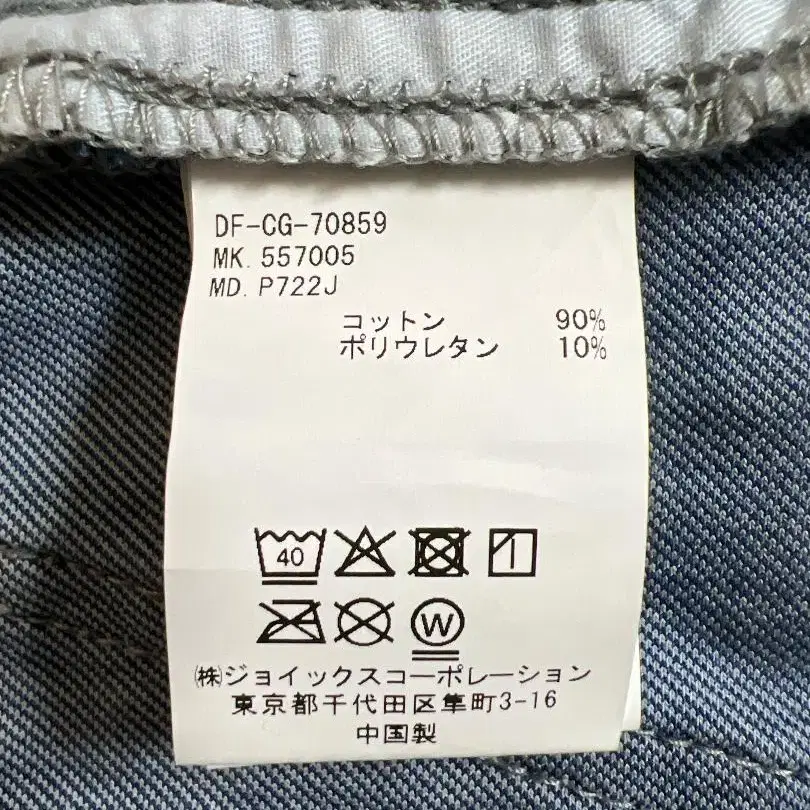 DF-CG-70859
MK. 557005
MD. P722J
コットン 90%
ポリウレタン 10%
40
W
㈱ジョイックスコーポレーション
東京都千代田区隼町3-16
中国製